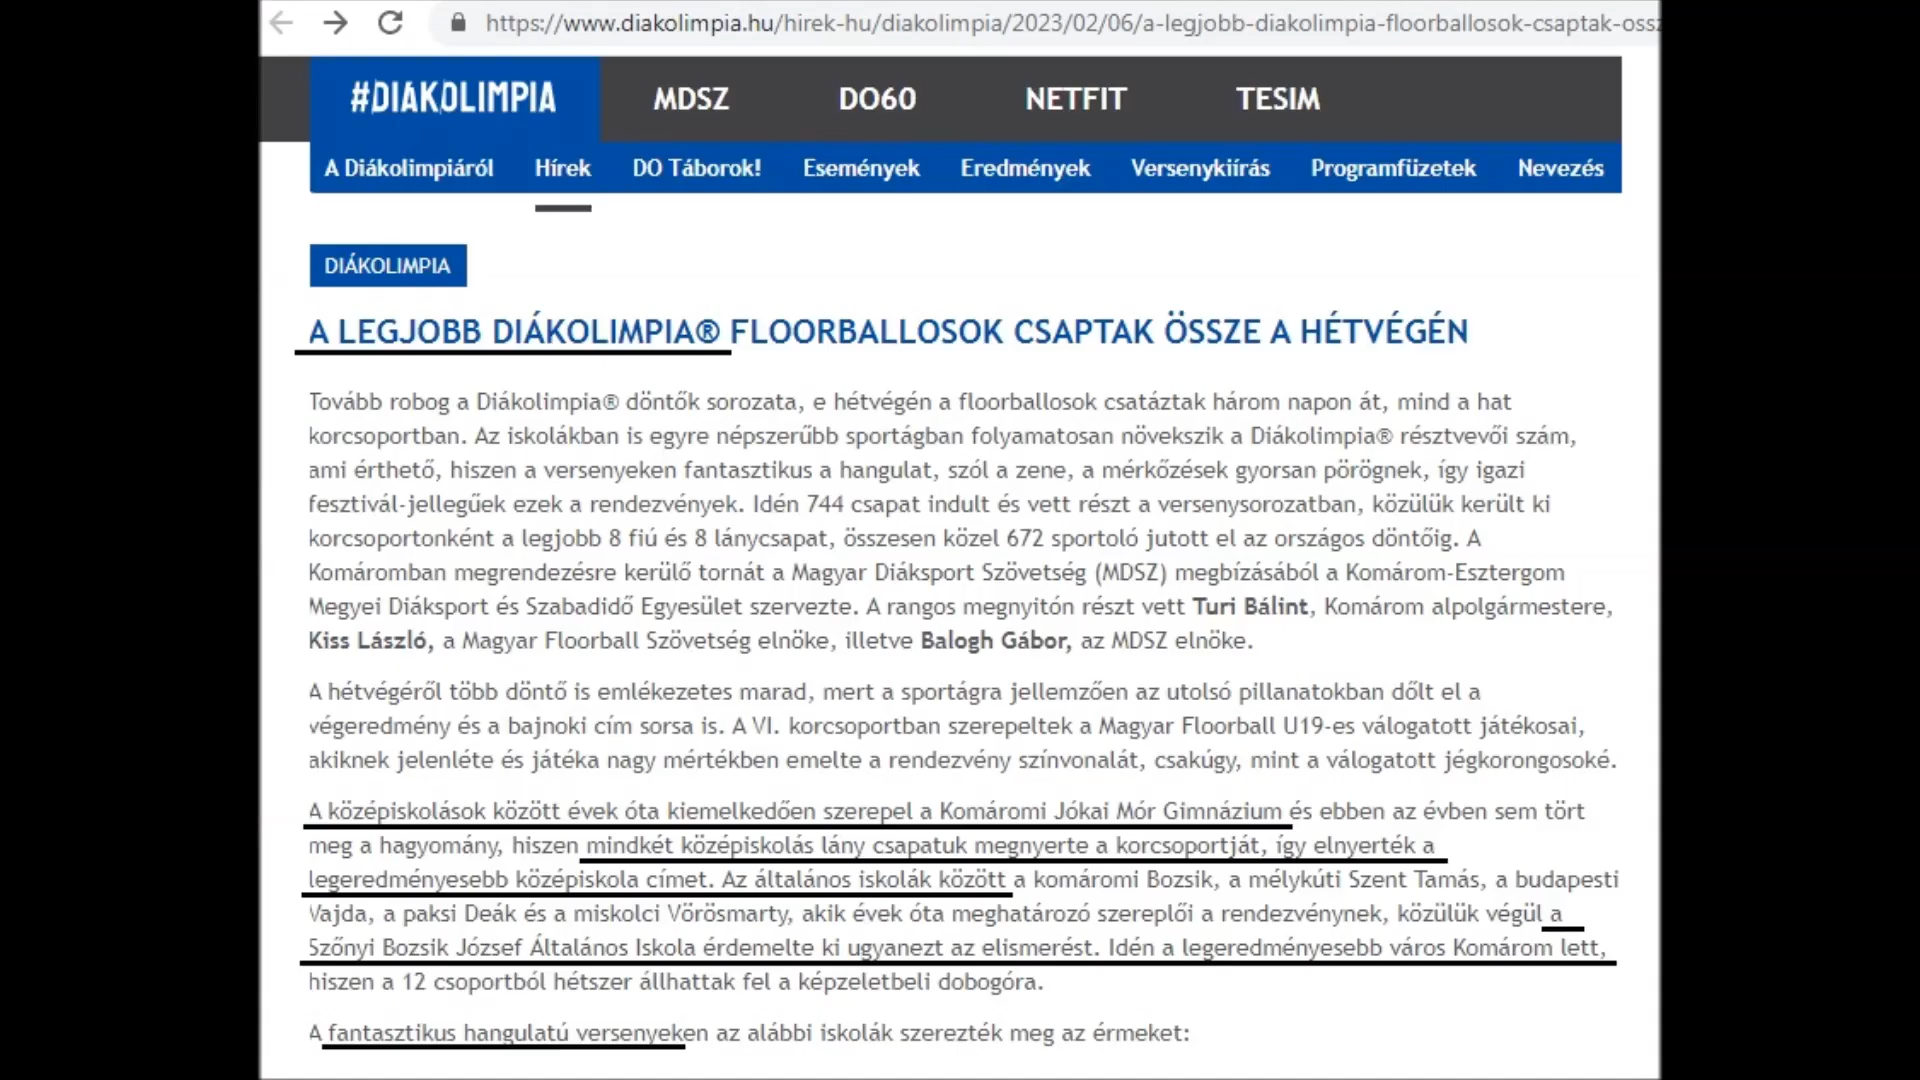 https://www.diakolimpia.hu/hirek-hu/diakolimpia/2023/02/06/a-legjobb-diakolimpia-floorballosok-csaptak-ossz
#DIÁKOLIMPIA MDSZ DO60 NETFIT TESIM
A Diákolimpiáról Hírek DO Táborok! Események Eredmények Versenykiírás Programfüzetek Nevezés
DIÁKOLIMPIA
A LEGJOBB DIÁKOLIMPIA® FLOORBALLOSOK CSAPTAK ÖSSZE A HÉTVÉGÉN
Tovább robog a Diákolimpia® döntők sorozata, e hétvégén a floorballosok csatáztak három napon át, mind a hat
korcsoportban. Az iskolákban is egyre népszerűbb sportágban folyamatosan növekszik a Diákolimpia® résztvevői szám,
ami érthető, hiszen a versenyeken fantasztikus a hangulat, szól a zene, a mérkőzések gyorsan pörögnek, így igazi
fesztivál-jellegűek ezek a rendezvények. Idén 744 csapat indult és vett részt a versenysorozatban, közülük került ki
korcsoportonként a legjobb 8 fiú és 8 lánycsapat, összesen közel 672 sportoló jutott el az országos döntőig. A
Komáromban megrendezésre kerülő tornát a Magyar Diáksport Szövetség (MDSZ) megbízásából a Komárom-Esztergom
Megyei Diáksport és Szabadidő Egyesület szervezte. A rangos megnyitón részt vett Turi Bálint, Komárom alpolgármestere,
Kiss László, a Magyar Floorball Szövetség elnöke, illetve Balogh Gábor, az MDSZ elnöke.
A hétvégéről több döntő is emlékezetes marad, mert a sportágra jellemzően az utolsó pillanatokban dőlt el a
végeredmény és a bajnoki cím sorsa is. A VI. korcsoportban szerepeltek a Magyar Floorball U19-es válogatott játékosai,
akiknek jelenléte és játéka nagy mértékben emelte a rendezvény színvonalát, csakúgy, mint a válogatott jégkorongosoké.
A középiskolások között évek óta kiemelkedően szerepel a Komáromi Jókai Mór Gimnázium és ebben az évben sem tört
meg a hagyomány, hiszen mindkét középiskolás lány csapatuk megnyerte a korcsoportját, így elnyerték a
legeredményesebb középiskola címet. Az általános iskolák között a komáromi Bozsik, a mélykúti Szent Tamás, a budapesti
Vajda, a paksi Deák és a miskolci Vörösmarty, akik évek óta meghatározó szereplői a rendezvénynek, közülük végül a
Szőnyi Bozsik József Általános Iskola érdemelte ki ugyanezt az elismerést. Idén a legeredményesebb város Komárom lett,
hiszen a 12 csoportból hétszer állhattak fel a képzeletbeli dobogóra.
A fantasztikus hangulatú versenyeken az alábbi iskolák szerezték meg az érmeket: